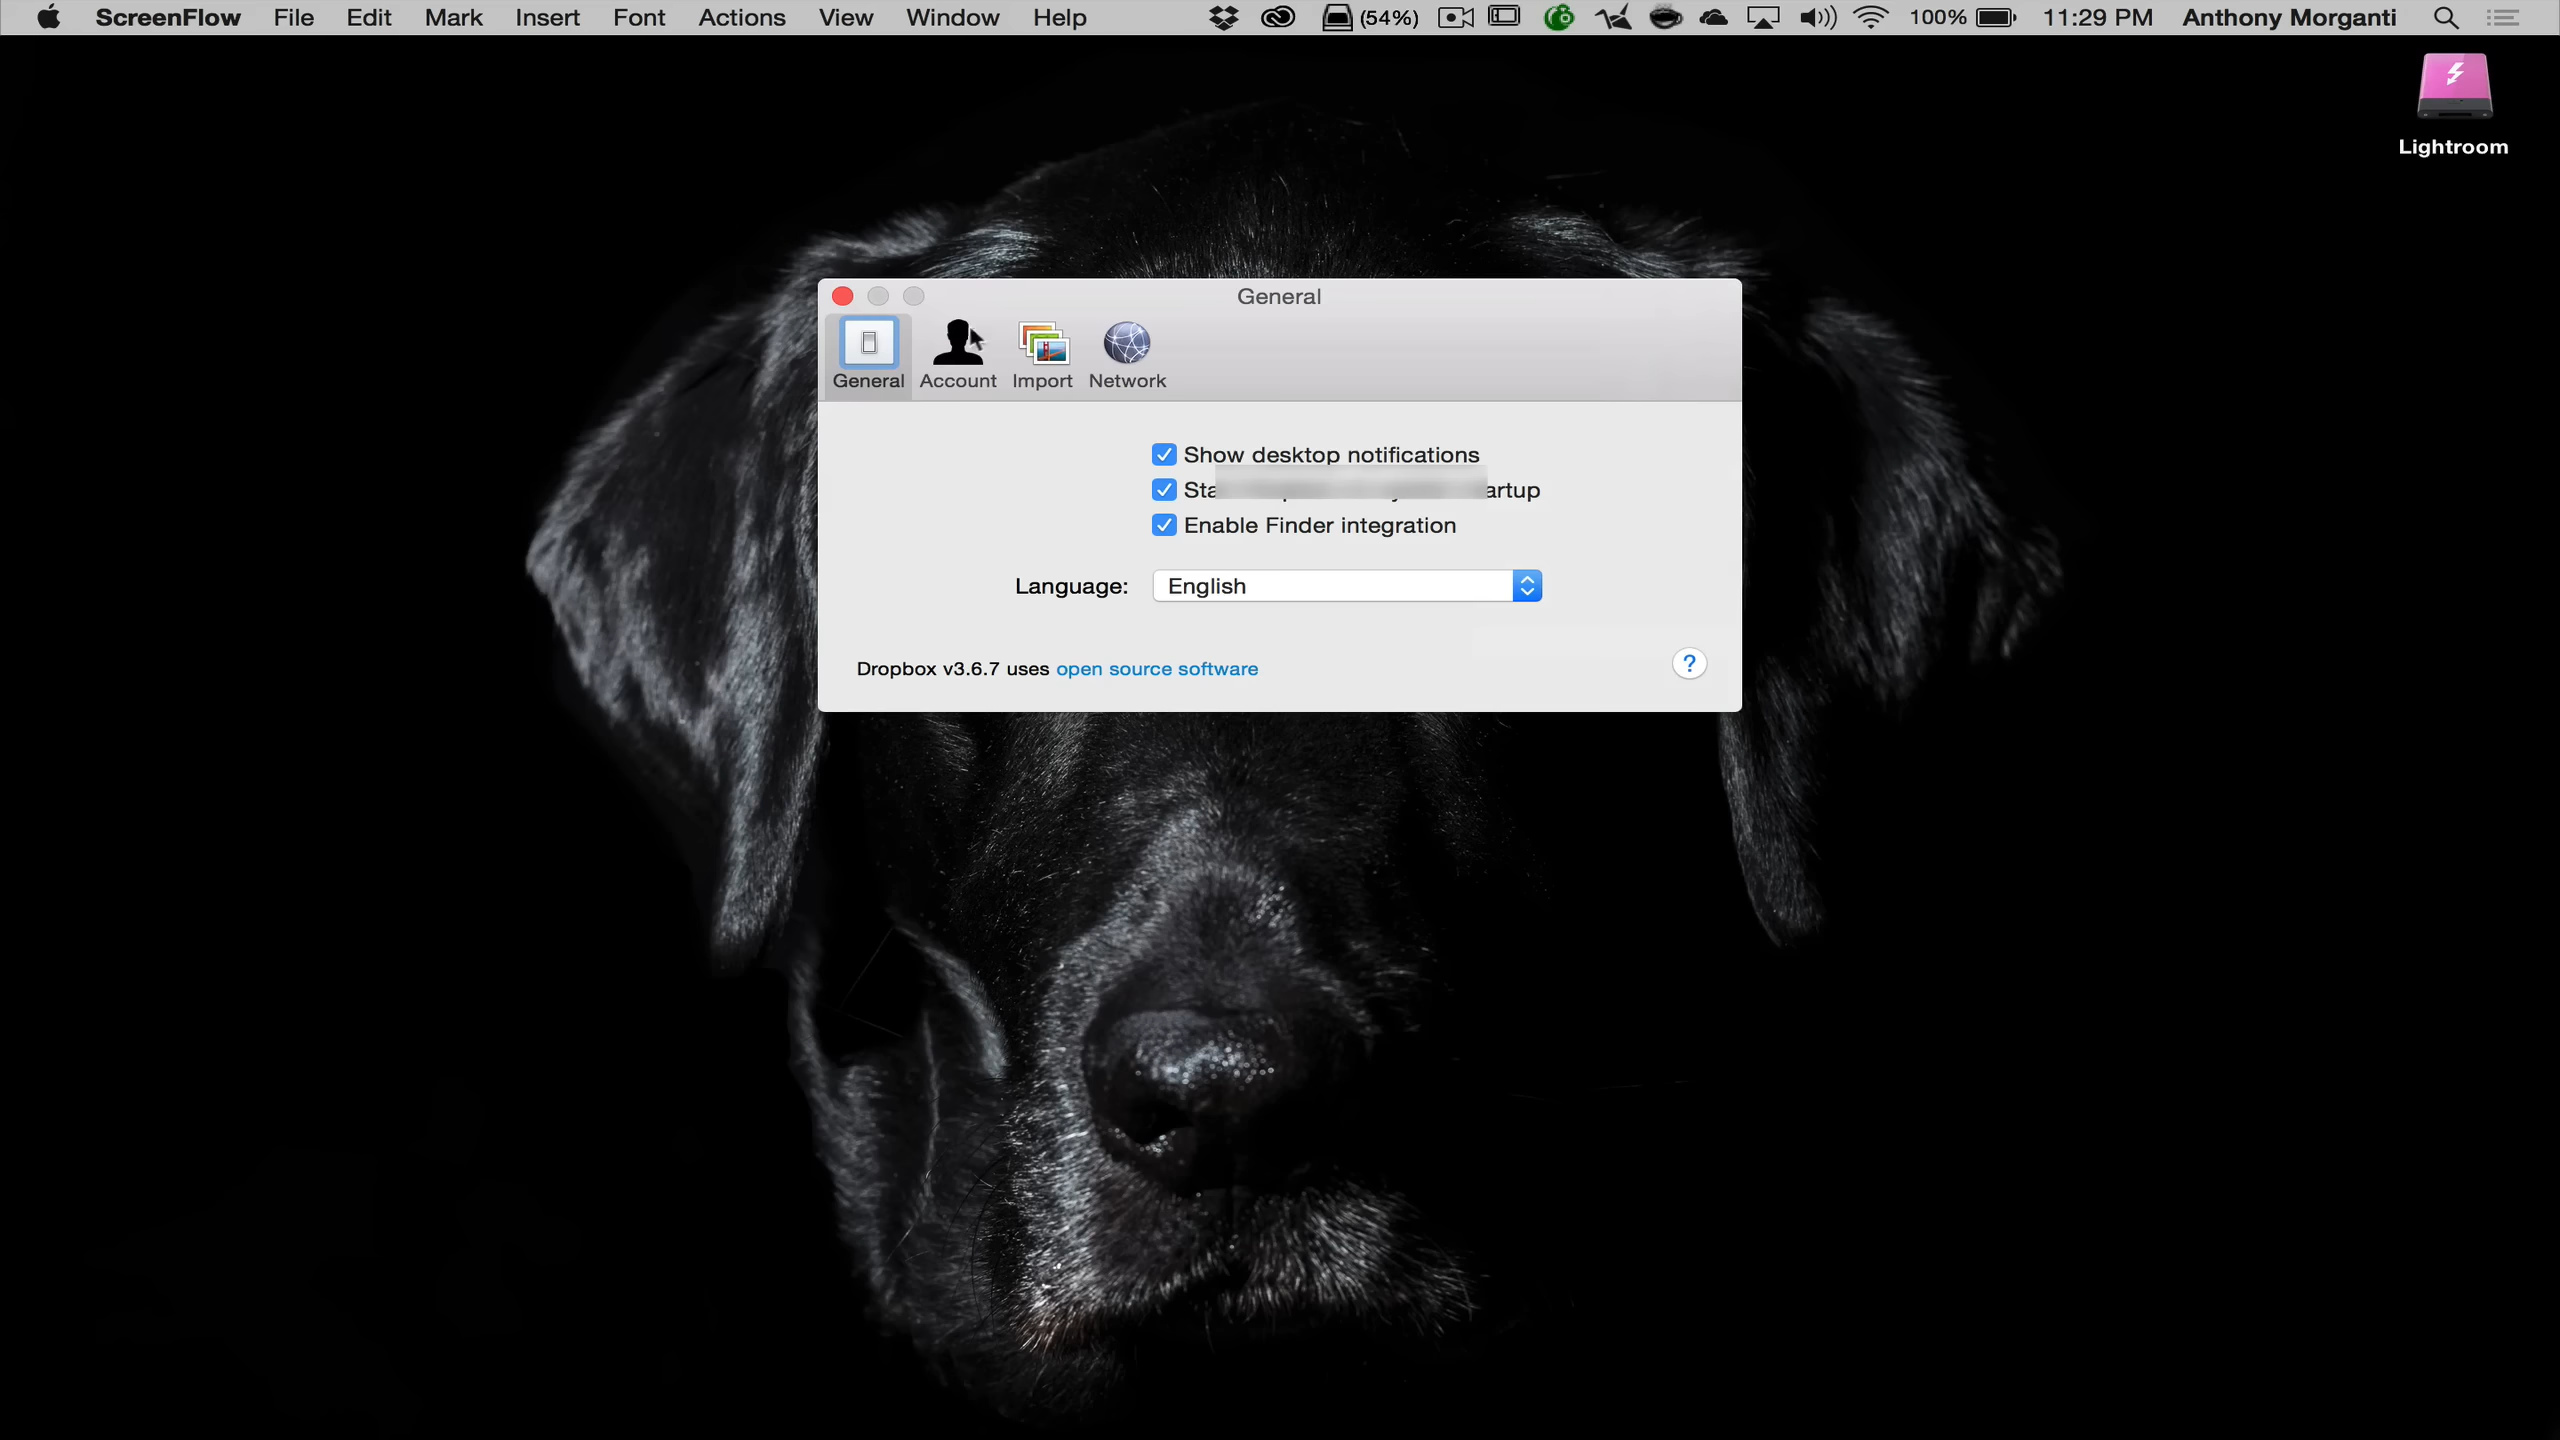 ScreenFlow File Edit Mark Insert Font Actions View Window Help (54%) 100% 11:29 PM Anthony Morganti
Lightroom
General
General Account Import Network
Show desktop notifications
Sta artup
Enable Finder integration
Language: English
Dropbox v3.6.7 uses open source software ?